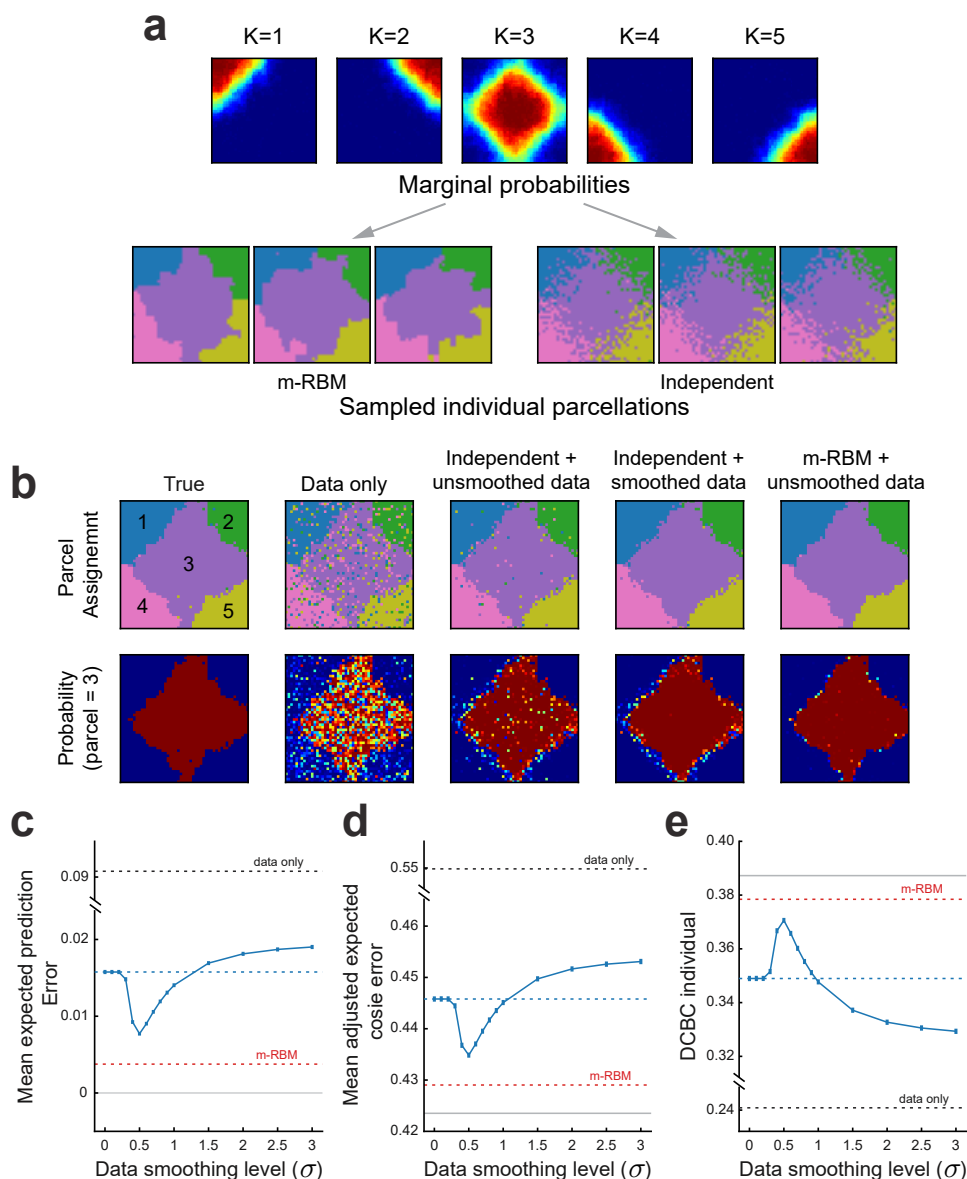 a
K=1 K=2 K=3 K=4 K=5
Marginal probabilities
m-RBM
Independent
Sampled individual parcellations
b
True
Data only
Independent +
unsmoothed data
Independent +
smoothed data
m-RBM +
unsmoothed data
Parcel
Assignemnt
1
2
3
4
5
Probability
(parcel = 3)
c
Mean expected prediction
Error
0.09
0.02
0.01
0
data only
m-RBM
0 0.5 1 1.5 2 2.5 3
Data smoothing level (σ)
d
Mean adjusted expected
cosie error
0.55
0.46
0.45
0.44
0.43
0.42
data only
m-RBM
0 0.5 1 1.5 2 2.5 3
Data smoothing level (σ)
e
DCBC individual
0.40
0.38
0.36
0.34
0.32
0.24
m-RBM
data only
0 0.5 1 1.5 2 2.5 3
Data smoothing level (σ)